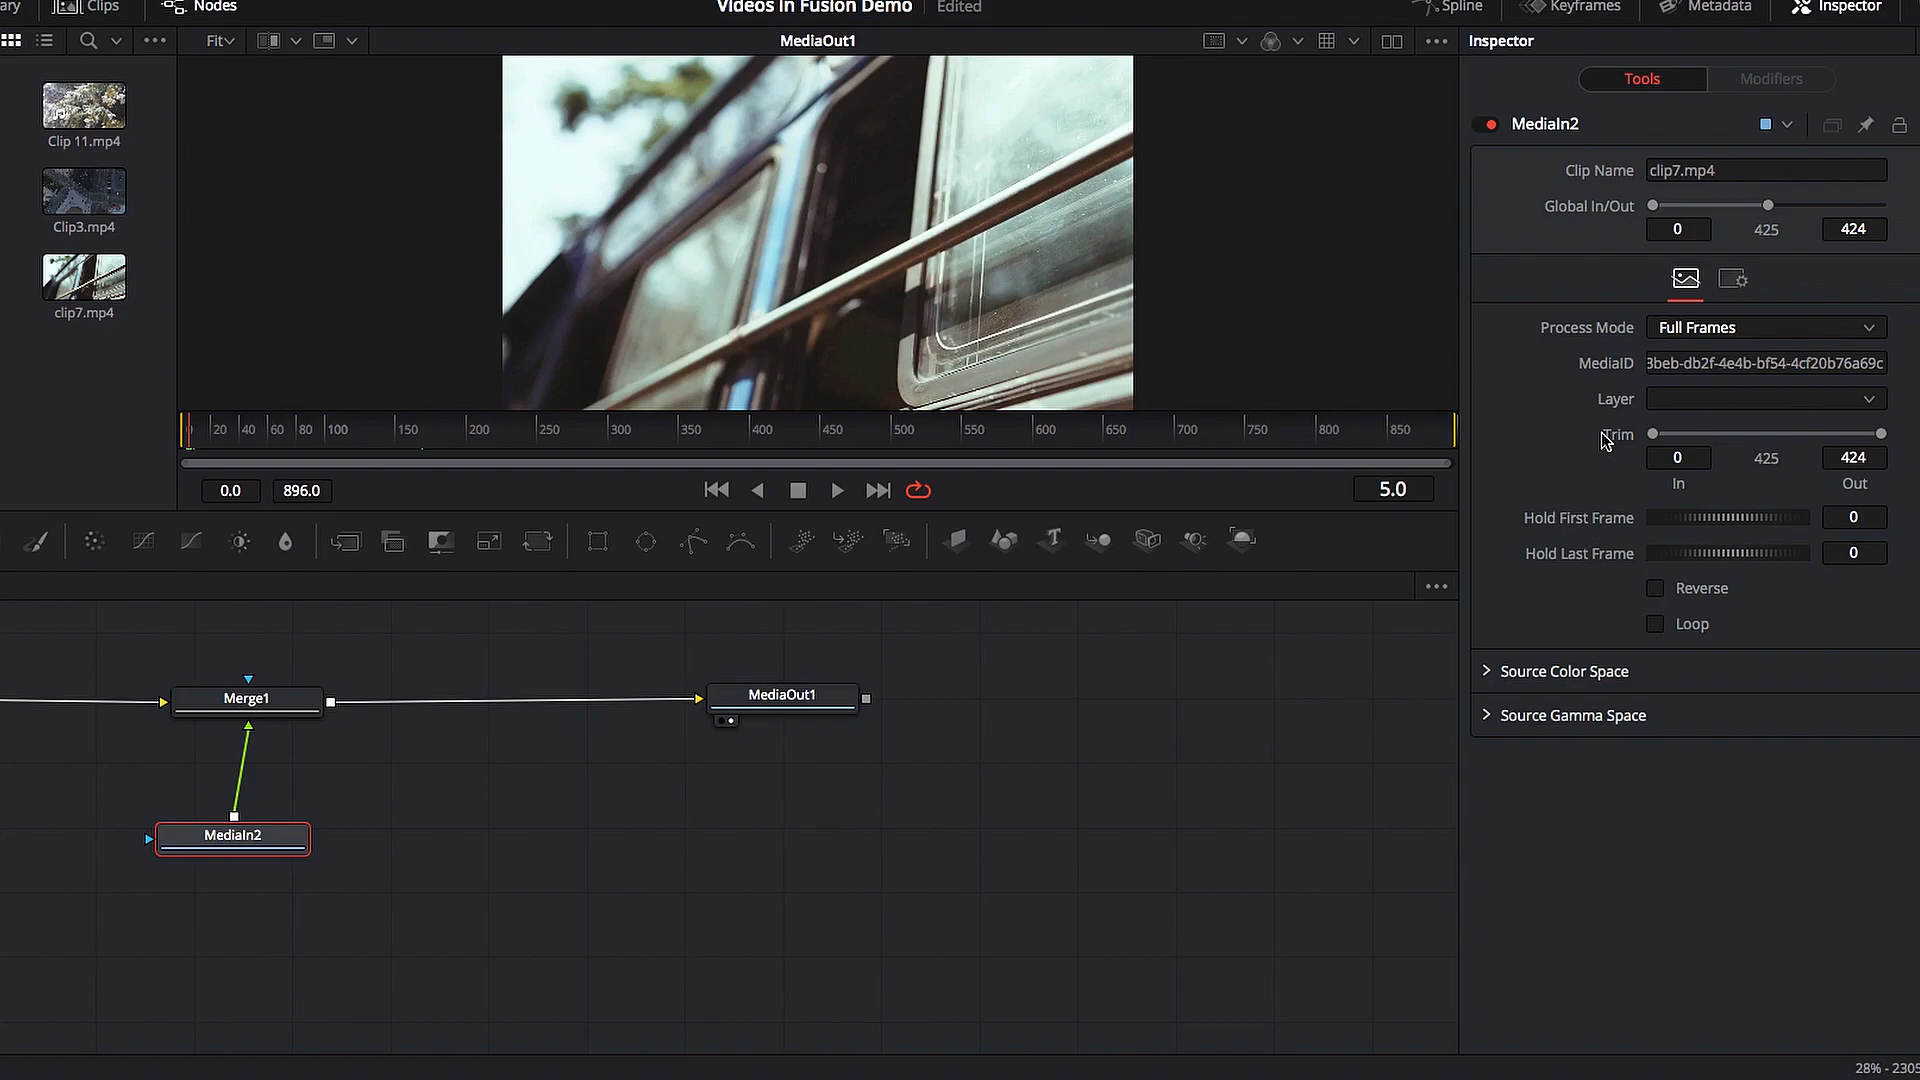 ary Clips Nodes Videos in Fusion Demo Edited Spline Keyframes Metadata Inspector
Fit MediaOut1 Inspector
Tools Modifiers
Clip 11.mp4
Clip3.mp4
clip7.mp4
MediaIn2
Clip Name clip7.mp4
Global In/Out
0 425 424
Process Mode Full Frames
MediaID 3beb-db2f-4e4b-bf54-4cf20b76a69c
Layer
Trim
0 425 424
In Out
Hold First Frame 0
Hold Last Frame 0
Reverse
Loop
Source Color Space
Source Gamma Space
20 40 60 80 100 150 200 250 300 350 400 450 500 550 600 650 700 750 800 850
0.0 896.0 5.0
Merge1 MediaOut1
MediaIn2
28% - 2305